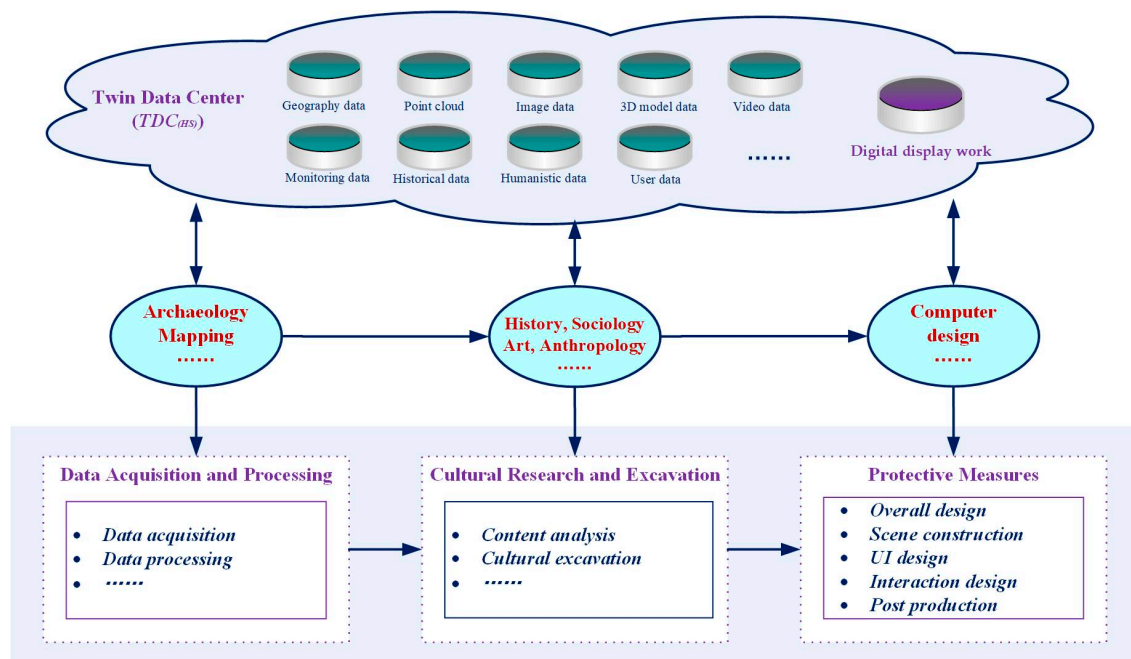 Twin Data Center
(TDC(HS))
Geography data
Point cloud
Image data
3D model data
Video data
Monitoring data
Historical data
Humanistic data
User data
......
Digital display work
Archaeology
Mapping
......
History, Sociology
Art, Anthropology
......
Computer
design
......
Data Acquisition and Processing
• Data acquisition
• Data processing
• ......
Cultural Research and Excavation
• Content analysis
• Cultural excavation
• ......
Protective Measures
• Overall design
• Scene construction
• UI design
• Interaction design
• Post production